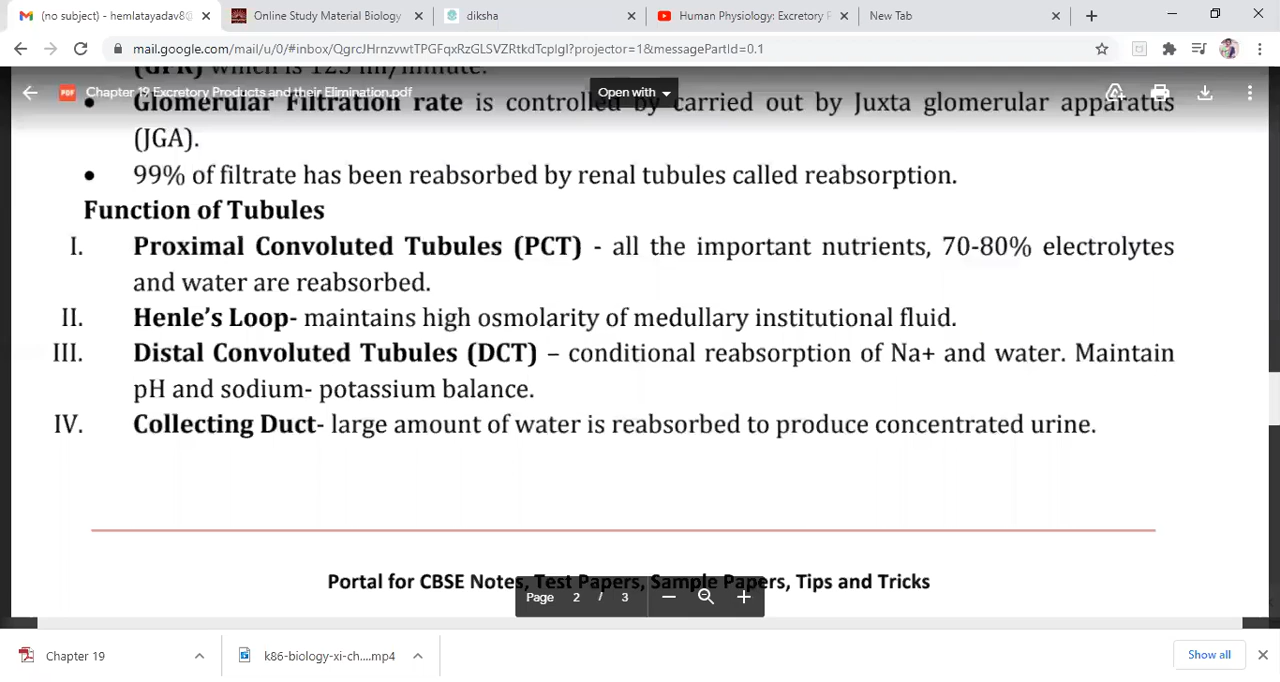 (no subject) - hemlatayadav8@
Online Study Material Biology
diksha
Human Physiology: Excretory P
New Tab
mail.google.com/mail/u/0/#inbox/QgrcJHrnzvwtTPGFqxRzGLSVZRtkdTcplgl?projector=1&messagePartId=0.1
(GFR) which is 125 ml/minute.
PDF Chapter 19 Excretory Products and their Elimination.pdf
Open with
• Glomerular Filtration rate is controlled by carried out by Juxta glomerular apparatus
(JGA).
• 99% of filtrate has been reabsorbed by renal tubules called reabsorption.
Function of Tubules
I. Proximal Convoluted Tubules (PCT) - all the important nutrients, 70-80% electrolytes
and water are reabsorbed.
II. Henle’s Loop- maintains high osmolarity of medullary institutional fluid.
III. Distal Convoluted Tubules (DCT) – conditional reabsorption of Na+ and water. Maintain
pH and sodium- potassium balance.
IV. Collecting Duct- large amount of water is reabsorbed to produce concentrated urine.
Portal for CBSE Notes, Test Papers, Sample Papers, Tips and Tricks
Page 2 / 3
Chapter 19
k86-biology-xi-ch....mp4
Show all